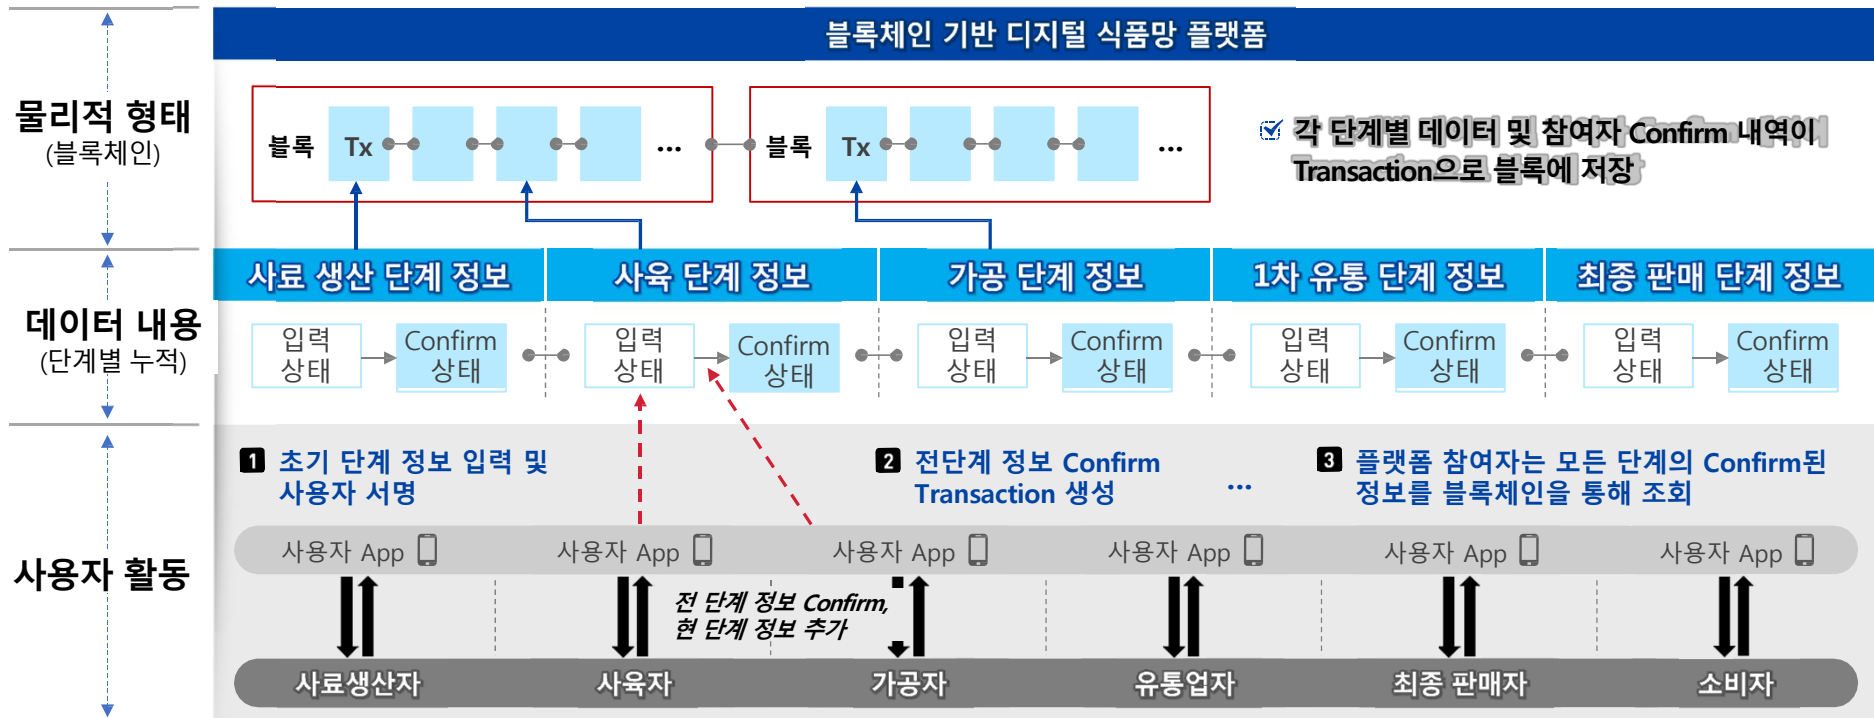 블록체인 기반 디지털 식품망 플랫폼
물리적 형태
(블록체인)
블록 Tx ... 블록 Tx ...
각 단계별 데이터 및 참여자 Confirm 내역이
Transaction으로 블록에 저장
사료 생산 단계 정보 사육 단계 정보 가공 단계 정보 1차 유통 단계 정보 최종 판매 단계 정보
데이터 내용
(단계별 누적)
입력 Confirm 입력 Confirm 입력 Confirm 입력 Confirm 입력 Confirm
상태 상태 상태 상태 상태 상태 상태 상태 상태 상태
1 초기 단계 정보 입력 및
사용자 서명
2 전단계 정보 Confirm
Transaction 생성 ...
3 플랫폼 참여자는 모든 단계의 Confirm된
정보를 블록체인을 통해 조회
사용자 활동
사용자 App 사용자 App 사용자 App 사용자 App 사용자 App 사용자 App
전 단계 정보 Confirm,
현 단계 정보 추가
사료생산자 사육자 가공자 유통업자 최종 판매자 소비자